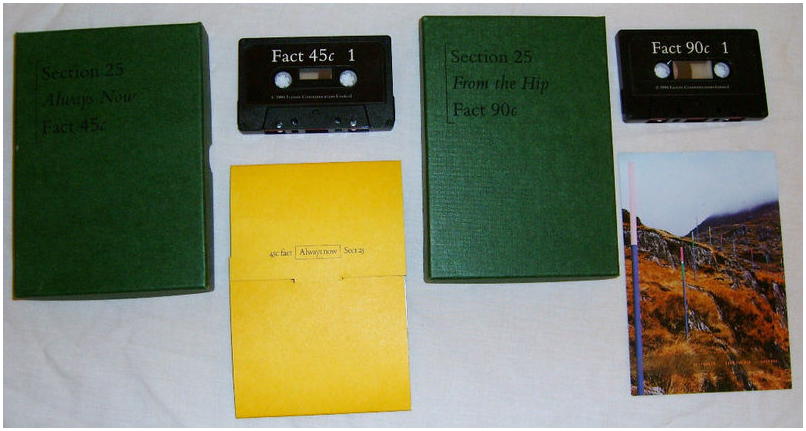 Section 25
Always Now
Fact 45c
Fact 45c 1
45c fact Always now Sect 25
Section 25
From the Hip
Fact 90c
Fact 90c 1